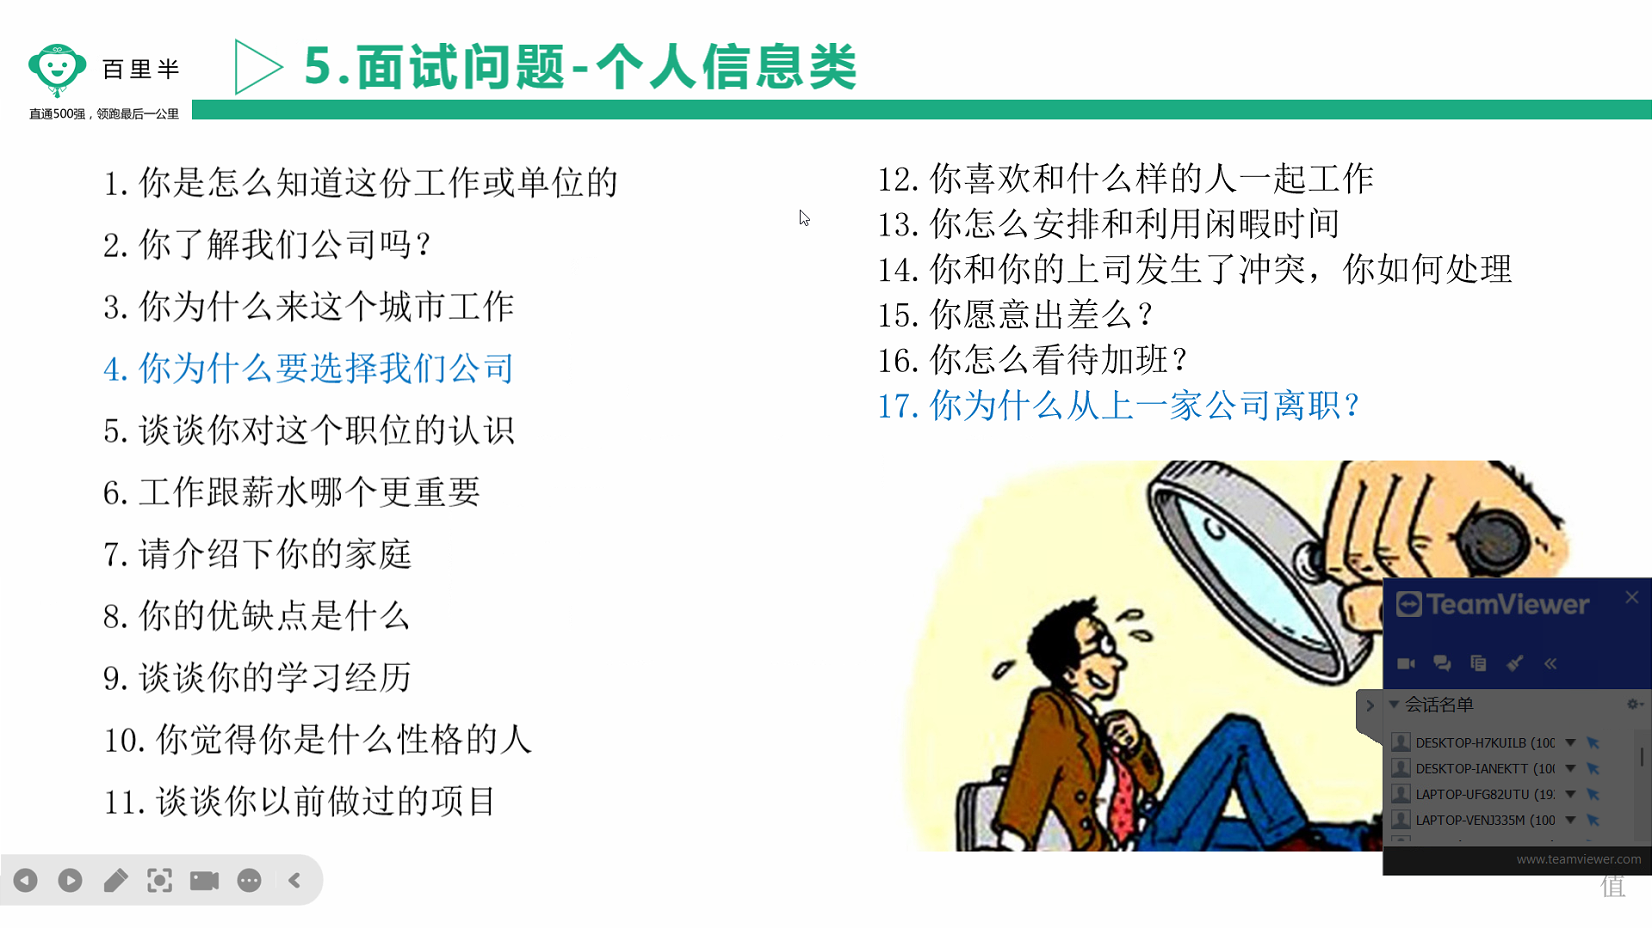 百里半
直通500强，领跑最后一公里
5.面试问题-个人信息类
1.你是怎么知道这份工作或单位的
2.你了解我们公司吗？
3.你为什么来这个城市工作
4.你为什么要选择我们公司
5.谈谈你对这个职位的认识
6.工作跟薪水哪个更重要
7.请介绍下你的家庭
8.你的优缺点是什么
9.谈谈你的学习经历
10.你觉得你是什么性格的人
11.谈谈你以前做过的项目
12.你喜欢和什么样的人一起工作
13.你怎么安排和利用闲暇时间
14.你和你的上司发生了冲突，你如何处理
15.你愿意出差么？
16.你怎么看待加班？
17.你为什么从上一家公司离职？
TeamViewer
会话名单
DESKTOP-H7KUILB (100
DESKTOP-IANEKTT (10
LAPTOP-UFG82UTU (19
LAPTOP-VENJ335M (100
www.teamviewer.com
值